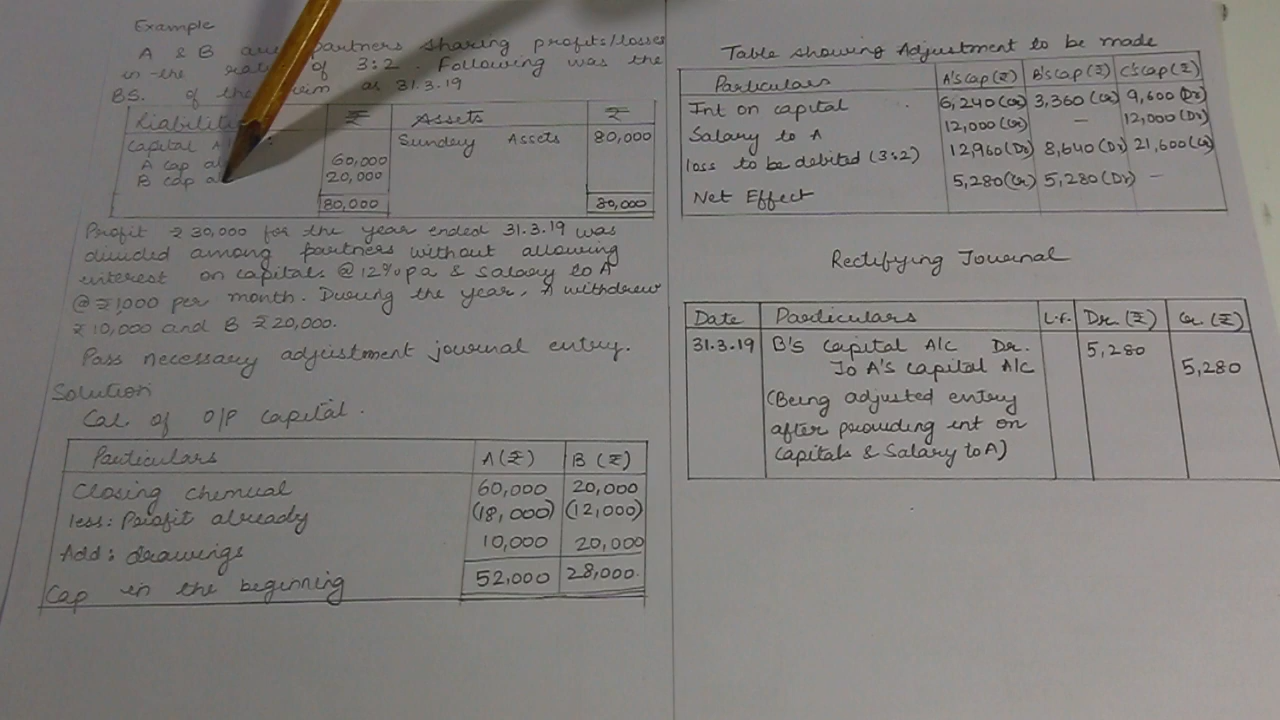 Example
A & B are partners sharing profits/losses
in the ratio of 3:2. Following was the
BS. of the firm as 31.3.19
₹ Assets ₹
Capital Sundry Assets 80,000
A cap 60,000
B cap 20,000
80,000 80,000
Profit ₹ 30,000 for the year ended 31.3.19 was
divided among partners without allowing
interest on capitals @ 12% pa & salary to A
@ ₹1,000 per month. During the year, A withdrew
₹ 10,000 and B ₹ 20,000.
Pass necessary adjustment journal entry.
Solution
Cal. of O/P capital.
Particulars A (₹) B (₹)
Closing 60,000 20,000
less: Profit already (18,000) (12,000)
Add: drawings 10,000 20,000
Cap in the beginning 52,000 28,000.
Table showing Adjustment to be made
Particulars A's Cap (₹) B's Cap (₹) C's Cap (₹)
Int on capital 6,240 (Cr) 3,360 (Cr) 9,600 (Dr)
Salary to A 12,000 (Cr) — 12,000 (Dr)
loss to be debited (3:2) 12,960 (Dr) 8,640 (Dr) 21,600 (Cr)
Net Effect 5,280 (Cr) 5,280 (Dr) —
Rectifying Journal
Date Particulars L.f. Dr. (₹) Cr. (₹)
31.3.19 B's capital A/c Dr. 5,280
To A's capital A/c 5,280
(Being adjusted entry
after providing int on
capitals & Salary to A)